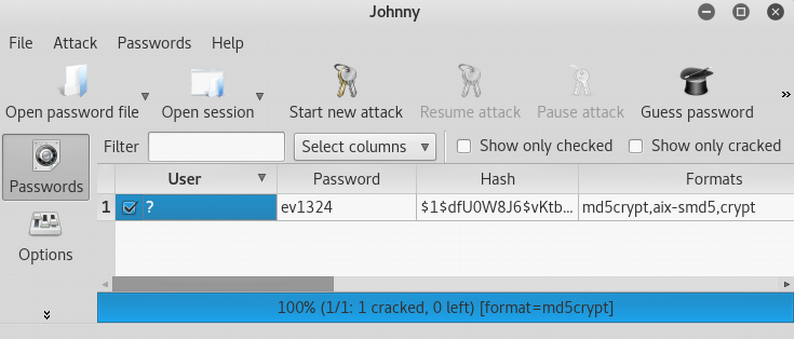 Johnny
File Attack Passwords Help
Open password file Open session Start new attack Resume attack Pause attack Guess password »
Filter Select columns Show only checked Show only cracked
Passwords
Options
User Password Hash Formats
1 ? ev1324 $1$dfU0W8J6$vKtb... md5crypt,aix-smd5,crypt
100% (1/1: 1 cracked, 0 left) [format=md5crypt]